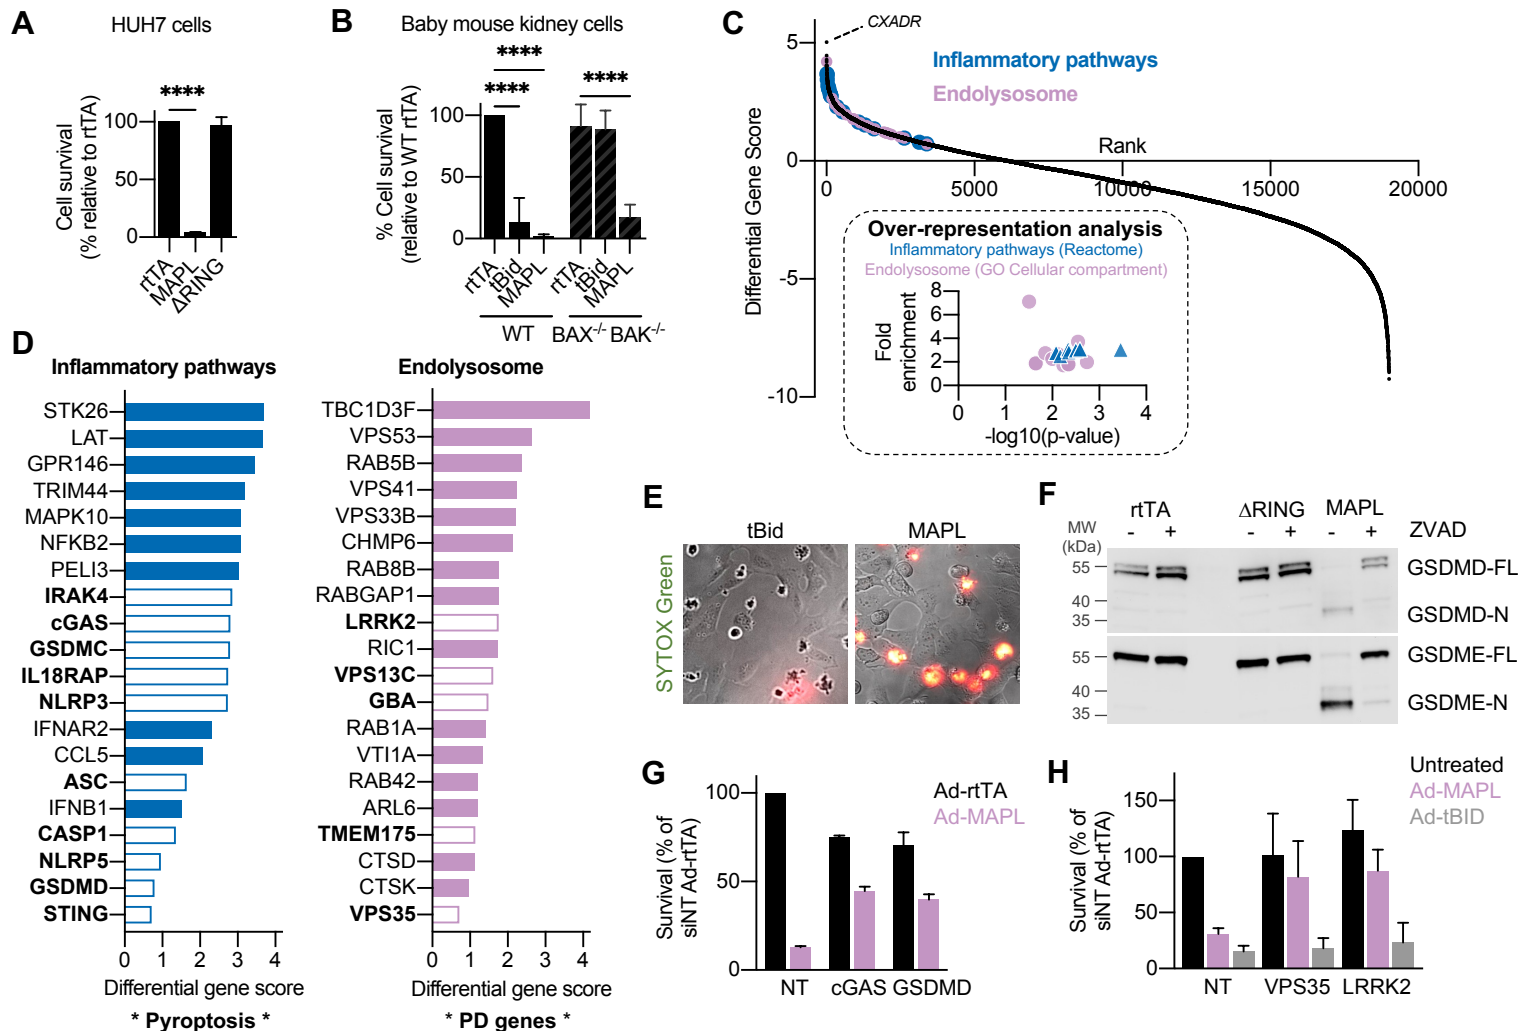 A
HUH7 cells
****
Cell survival
(% relative to rtTA)
100
50
0
rtTA
MAPL
ΔRING
B
Baby mouse kidney cells
****
****
****
% Cell survival
(relative to WT rtTA)
100
50
0
rtTA
tBid
MAPL
rtTA
tBid
MAPL
WT
BAX-/- BAK-/-
C
CXADR
Inflammatory pathways
Endolysosome
Differential Gene Score
5
0
-5
-10
Rank
0
5000
10000
15000
20000
Over-representation analysis
Inflammatory pathways (Reactome)
Endolysosome (GO Cellular compartment)
Fold
enrichment
8
6
4
2
0
0 1 2 3 4
-log10(p-value)
D
Inflammatory pathways
STK26
LAT
GPR146
TRIM44
MAPK10
NFKB2
PELI3
IRAK4
cGAS
GSDMC
IL18RAP
NLRP3
IFNAR2
CCL5
ASC
IFNB1
CASP1
NLRP5
GSDMD
STING
0 1 2 3 4
Differential gene score
* Pyroptosis *
Endolysosome
TBC1D3F
VPS53
RAB5B
VPS41
VPS33B
CHMP6
RAB8B
RABGAP1
LRRK2
RIC1
VPS13C
GBA
RAB1A
VTI1A
RAB42
ARL6
TMEM175
CTSD
CTSK
VPS35
0 1 2 3 4
Differential gene score
* PD genes *
E
tBid
MAPL
SYTOX Green
F
rtTA
ΔRING
MAPL
MW
(kDa)
- + - + - + ZVAD
55
40
35
GSDMD-FL
GSDMD-N
55
40
35
GSDME-FL
GSDME-N
G
Ad-rtTA
Ad-MAPL
Survival (% of
siNT Ad-rtTA)
100
50
0
NT
cGAS
GSDMD
H
Untreated
Ad-MAPL
Ad-tBID
Survival (% of
siNT Ad-rtTA)
150
100
50
0
NT
VPS35
LRRK2